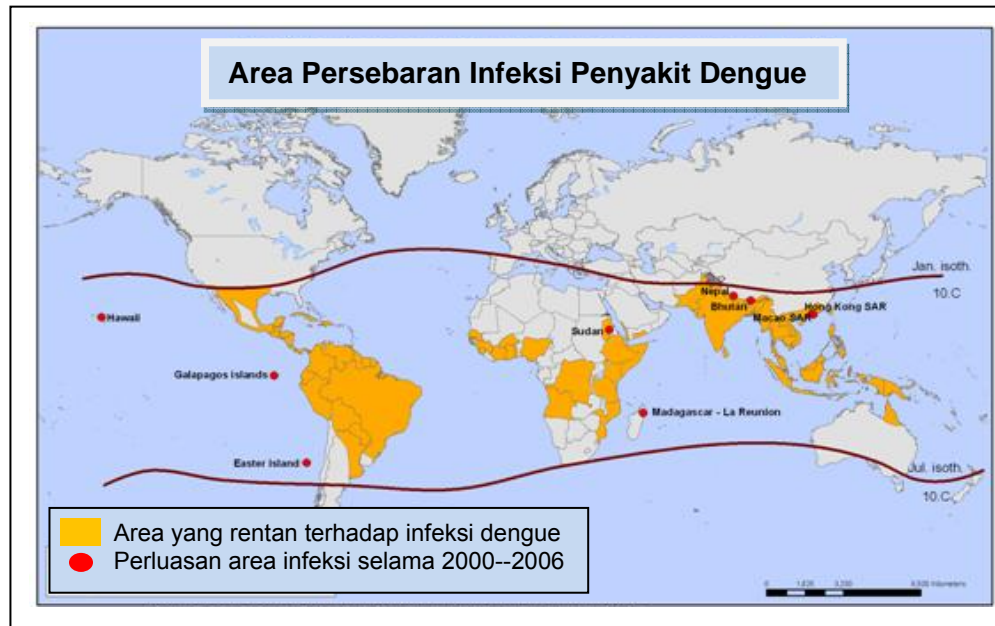 Area Persebaran Infeksi Penyakit Dengue
Jan. isoth.
10.C
Nepal
Bhutan
Hong Kong SAR
Macao SAR
Hawaii
Sudan
Galapagos islands
Madagascar - La Reunion
Easter Island
Jul. isoth.
10.C
Area yang rentan terhadap infeksi dengue
Perluasan area infeksi selama 2000--2006
0